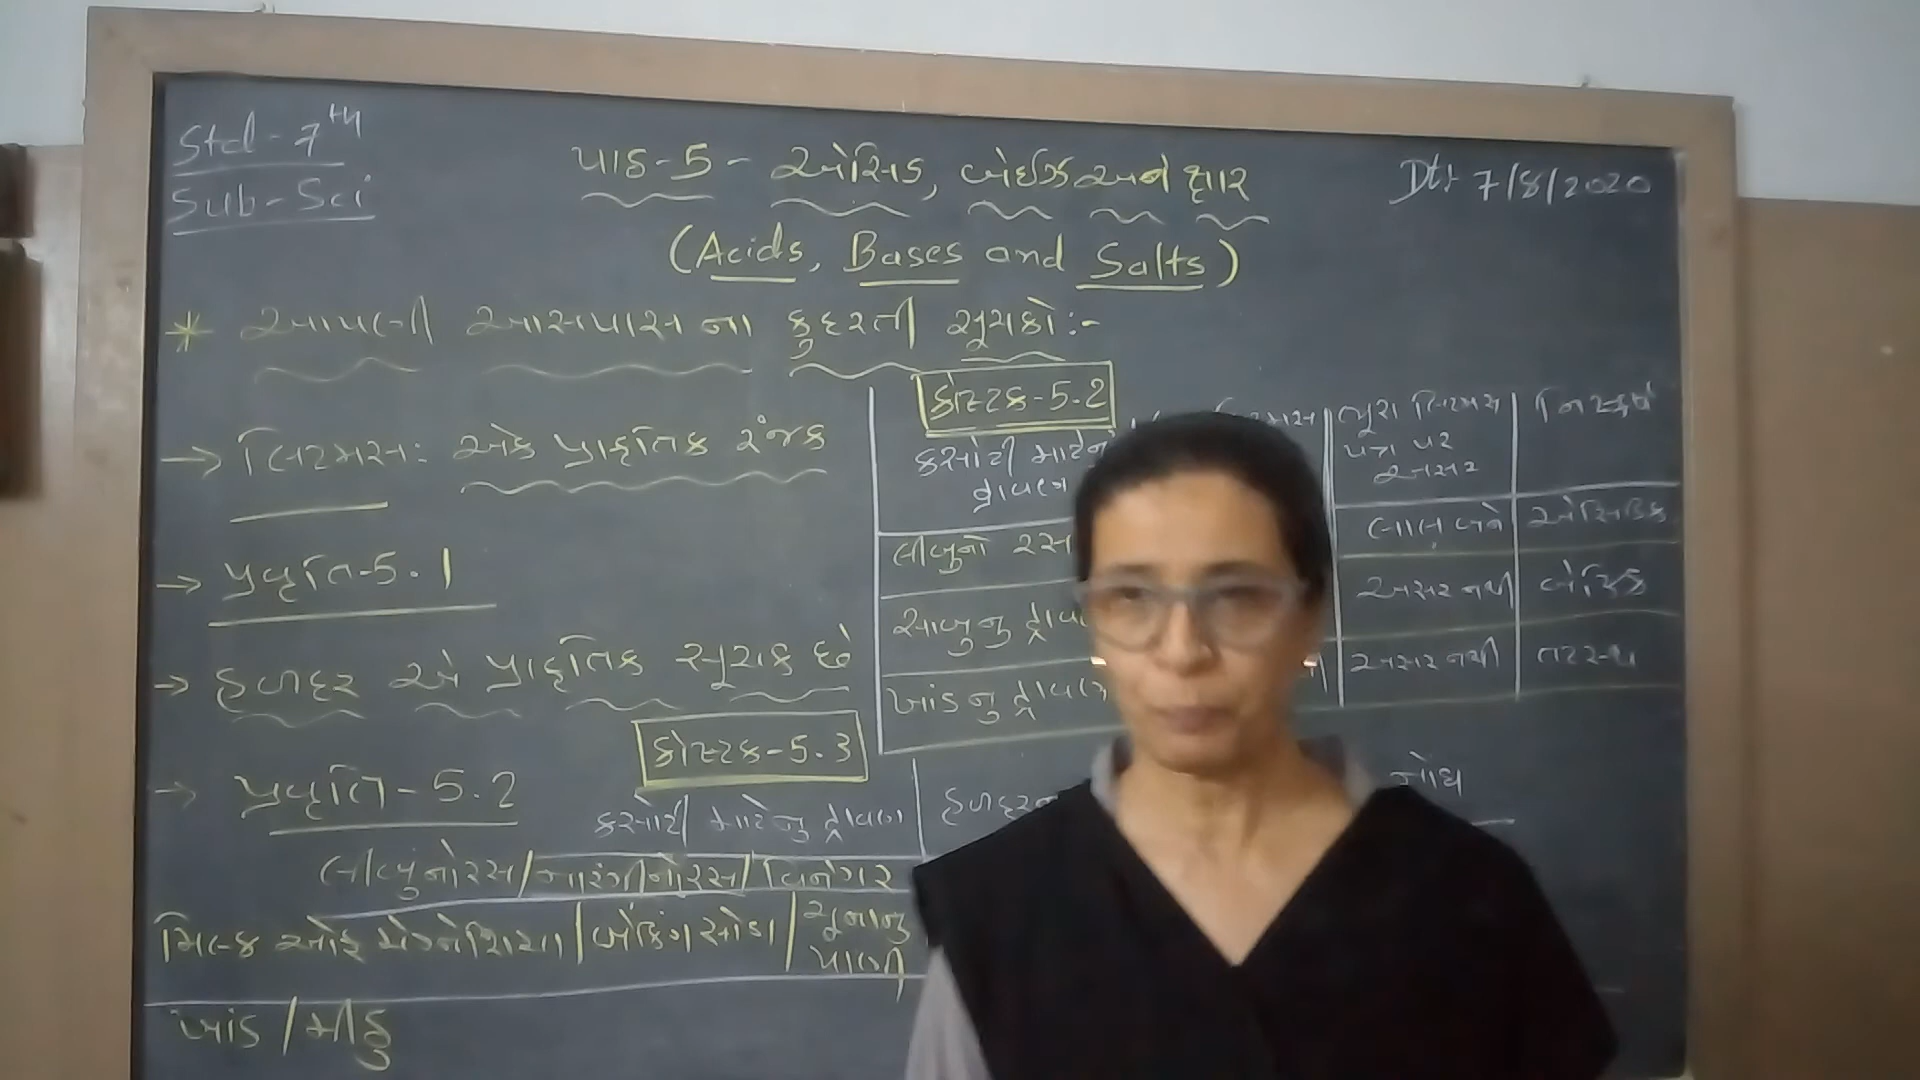 Std - 7th
Sub - Sci
પાઠ-5 - એસિડ, બેઇઝ અને ક્ષાર
Dt: 7/8/2020
(Acids, Bases and Salts)
* આપણી આસપાસ ના કુદરતી સૂચકો :-
→ લિટમસ: એક પ્રાકૃતિક રંજક
→ પ્રવૃત્તિ-5.1
→ હળદર એ પ્રાકૃતિક સૂચક છે
→ પ્રવૃત્તિ - 5.2
કોષ્ટક-5.2
કસોટી માટેનું દ્રાવણ
ભૂરા લિટમસ પત્ર પર અસર
નિષ્કર્ષ
લીંબુનો રસ
લાલ બને
એસિડિક
સાબુનુ
અસર નથી
બેઝિક
ખાંડનુ દ્રાવણ
અસર નથી
તટસ્થ
કોષ્ટક-5.3
કસોટી માટેનુ દ્રાવણ
નોંધ
લીંબુનોરસ/નારંગીનોરસ/વિનેગર
મિલ્ક ઓફ મેગ્નેશિયા/બેકિંગસોડા/ચૂનાનુ પાણી
ખાંડ/મીઠુ